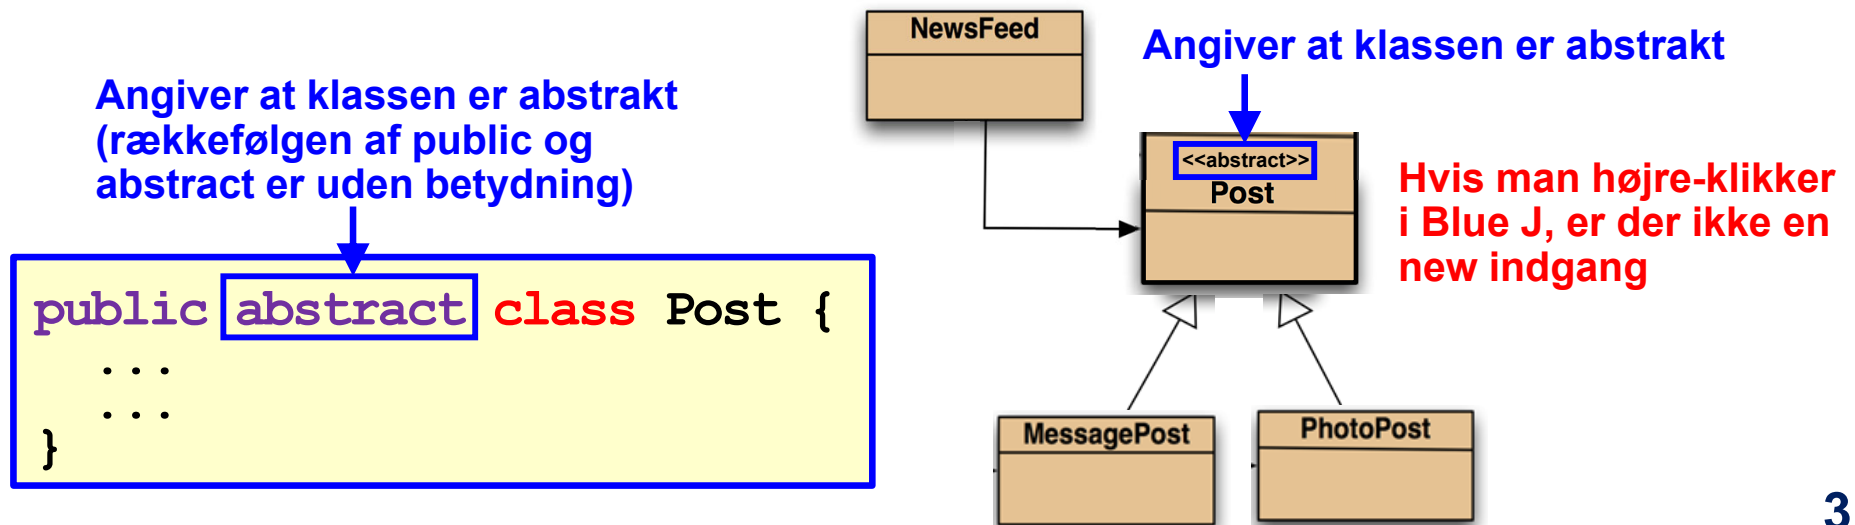 Angiver at klassen er abstrakt
(rækkefølgen af public og
abstract er uden betydning)
public abstract class Post {
...
...
}
NewsFeed
Angiver at klassen er abstrakt
<<abstract>>
Post
Hvis man højre-klikker
i Blue J, er der ikke en
new indgang
MessagePost
PhotoPost
3